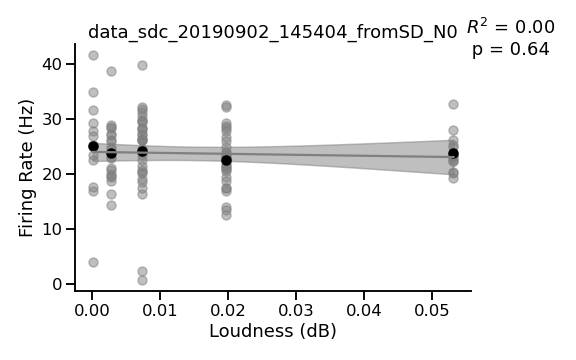 data_sdc_20190902_145404_fromSD_N0
R² = 0.00
p = 0.64
Firing Rate (Hz)
40
30
20
10
0
0.00 0.01 0.02 0.03 0.04 0.05
Loudness (dB)